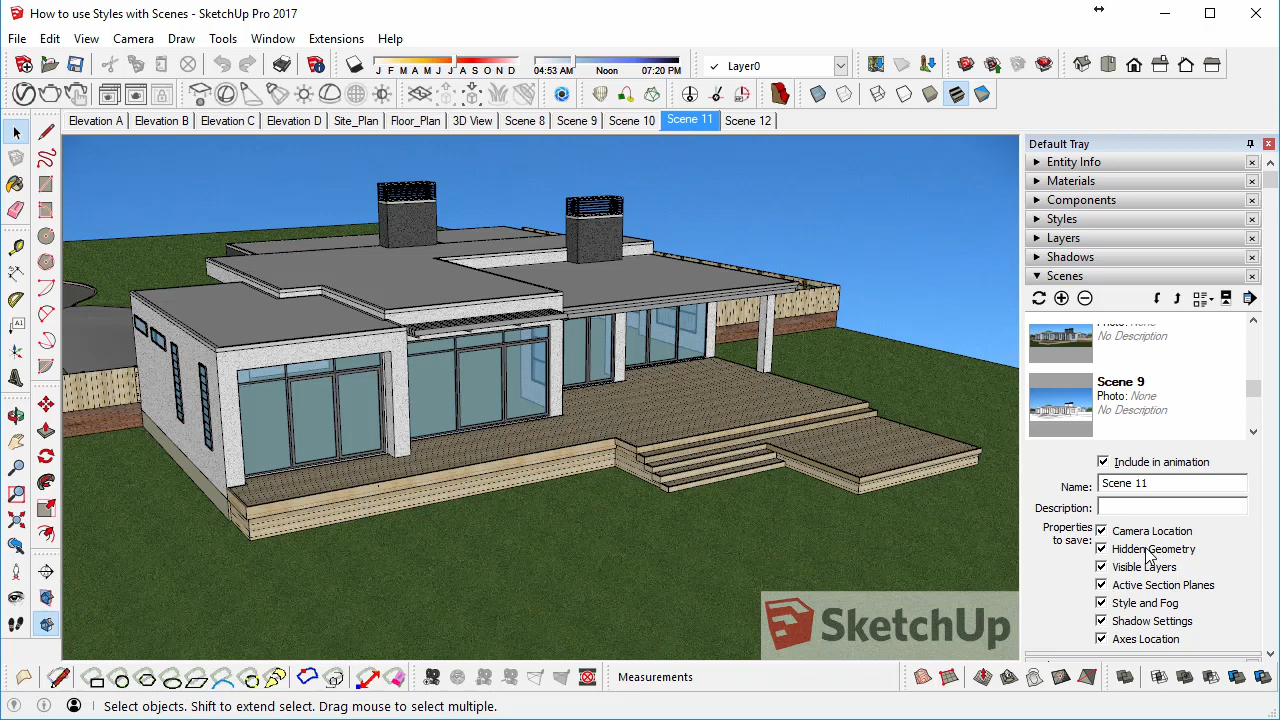 How to use Styles with Scenes - SketchUp Pro 2017
File Edit View Camera Draw Tools Window Extensions Help
J F M A M J J A S O N D 04:53 AM Noon 07:20 PM Layer0
Elevation A Elevation B Elevation C Elevation D Site_Plan Floor_Plan 3D View Scene 8 Scene 9 Scene 10 Scene 11 Scene 12
Default Tray
Entity Info
Materials
Components
Styles
Layers
Shadows
Scenes
Photo: None
No Description
Scene 9
Photo: None
No Description
Include in animation
Name: Scene 11
Description:
Properties to save:
Camera Location
Hidden Geometry
Visible Layers
Active Section Planes
Style and Fog
Shadow Settings
Axes Location
SketchUp
Measurements
Select objects. Shift to extend select. Drag mouse to select multiple.